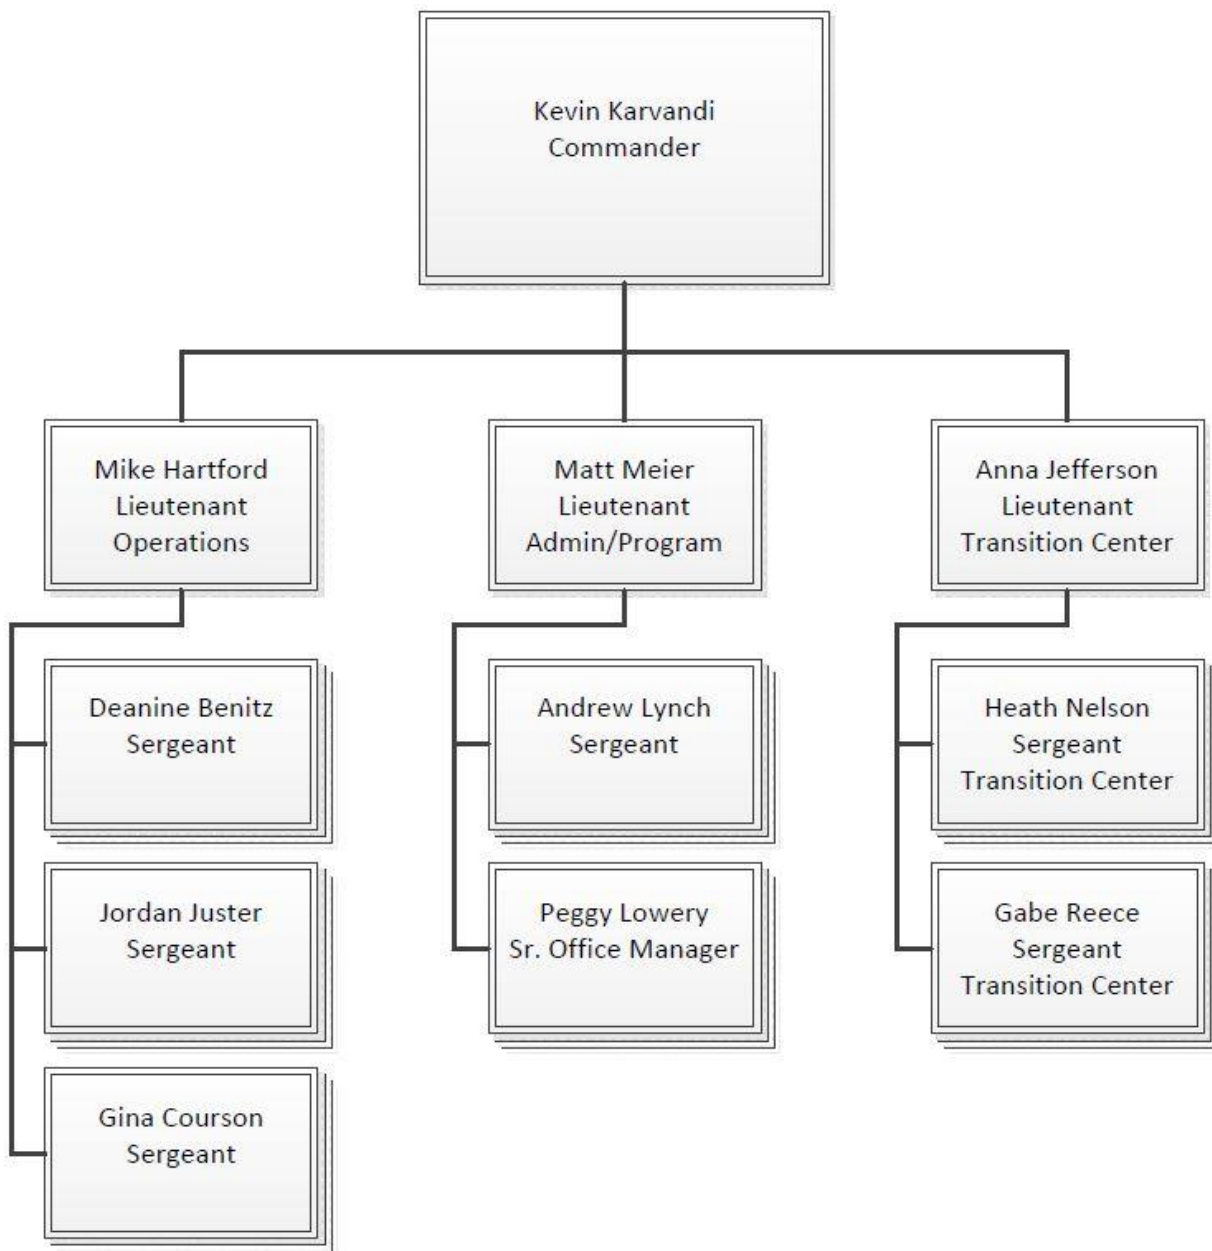 Kevin Karvandi
Commander
Mike Hartford
Lieutenant
Operations
Matt Meier
Lieutenant
Admin/Program
Anna Jefferson
Lieutenant
Transition Center
Deanine Benitz
Sergeant
Andrew Lynch
Sergeant
Heath Nelson
Sergeant
Transition Center
Jordan Juster
Sergeant
Peggy Lowery
Sr. Office Manager
Gabe Reece
Sergeant
Transition Center
Gina Courson
Sergeant